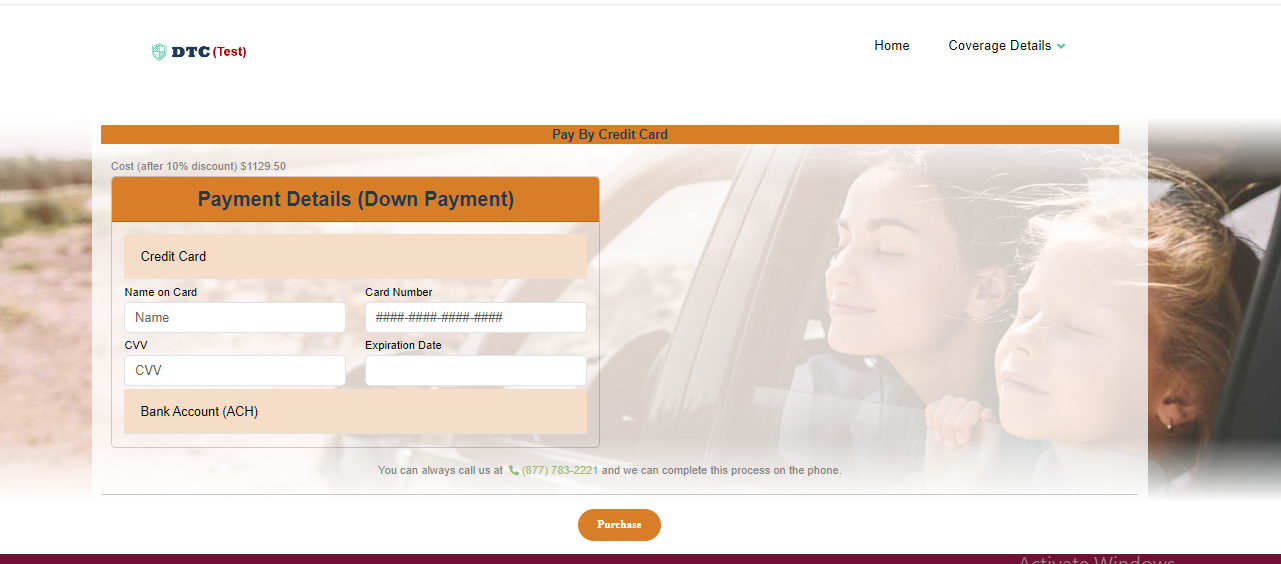 DTC (Test)
Home
Coverage Details
Pay By Credit Card
Cost (after 10% discount) $1129.50
Payment Details (Down Payment)
Credit Card
Name on Card
Card Number
Name
####-####-####-####
CVV
Expiration Date
CVV
Bank Account (ACH)
You can always call us at (877) 783-2221 and we can complete this process on the phone.
Purchase
Activate Windows